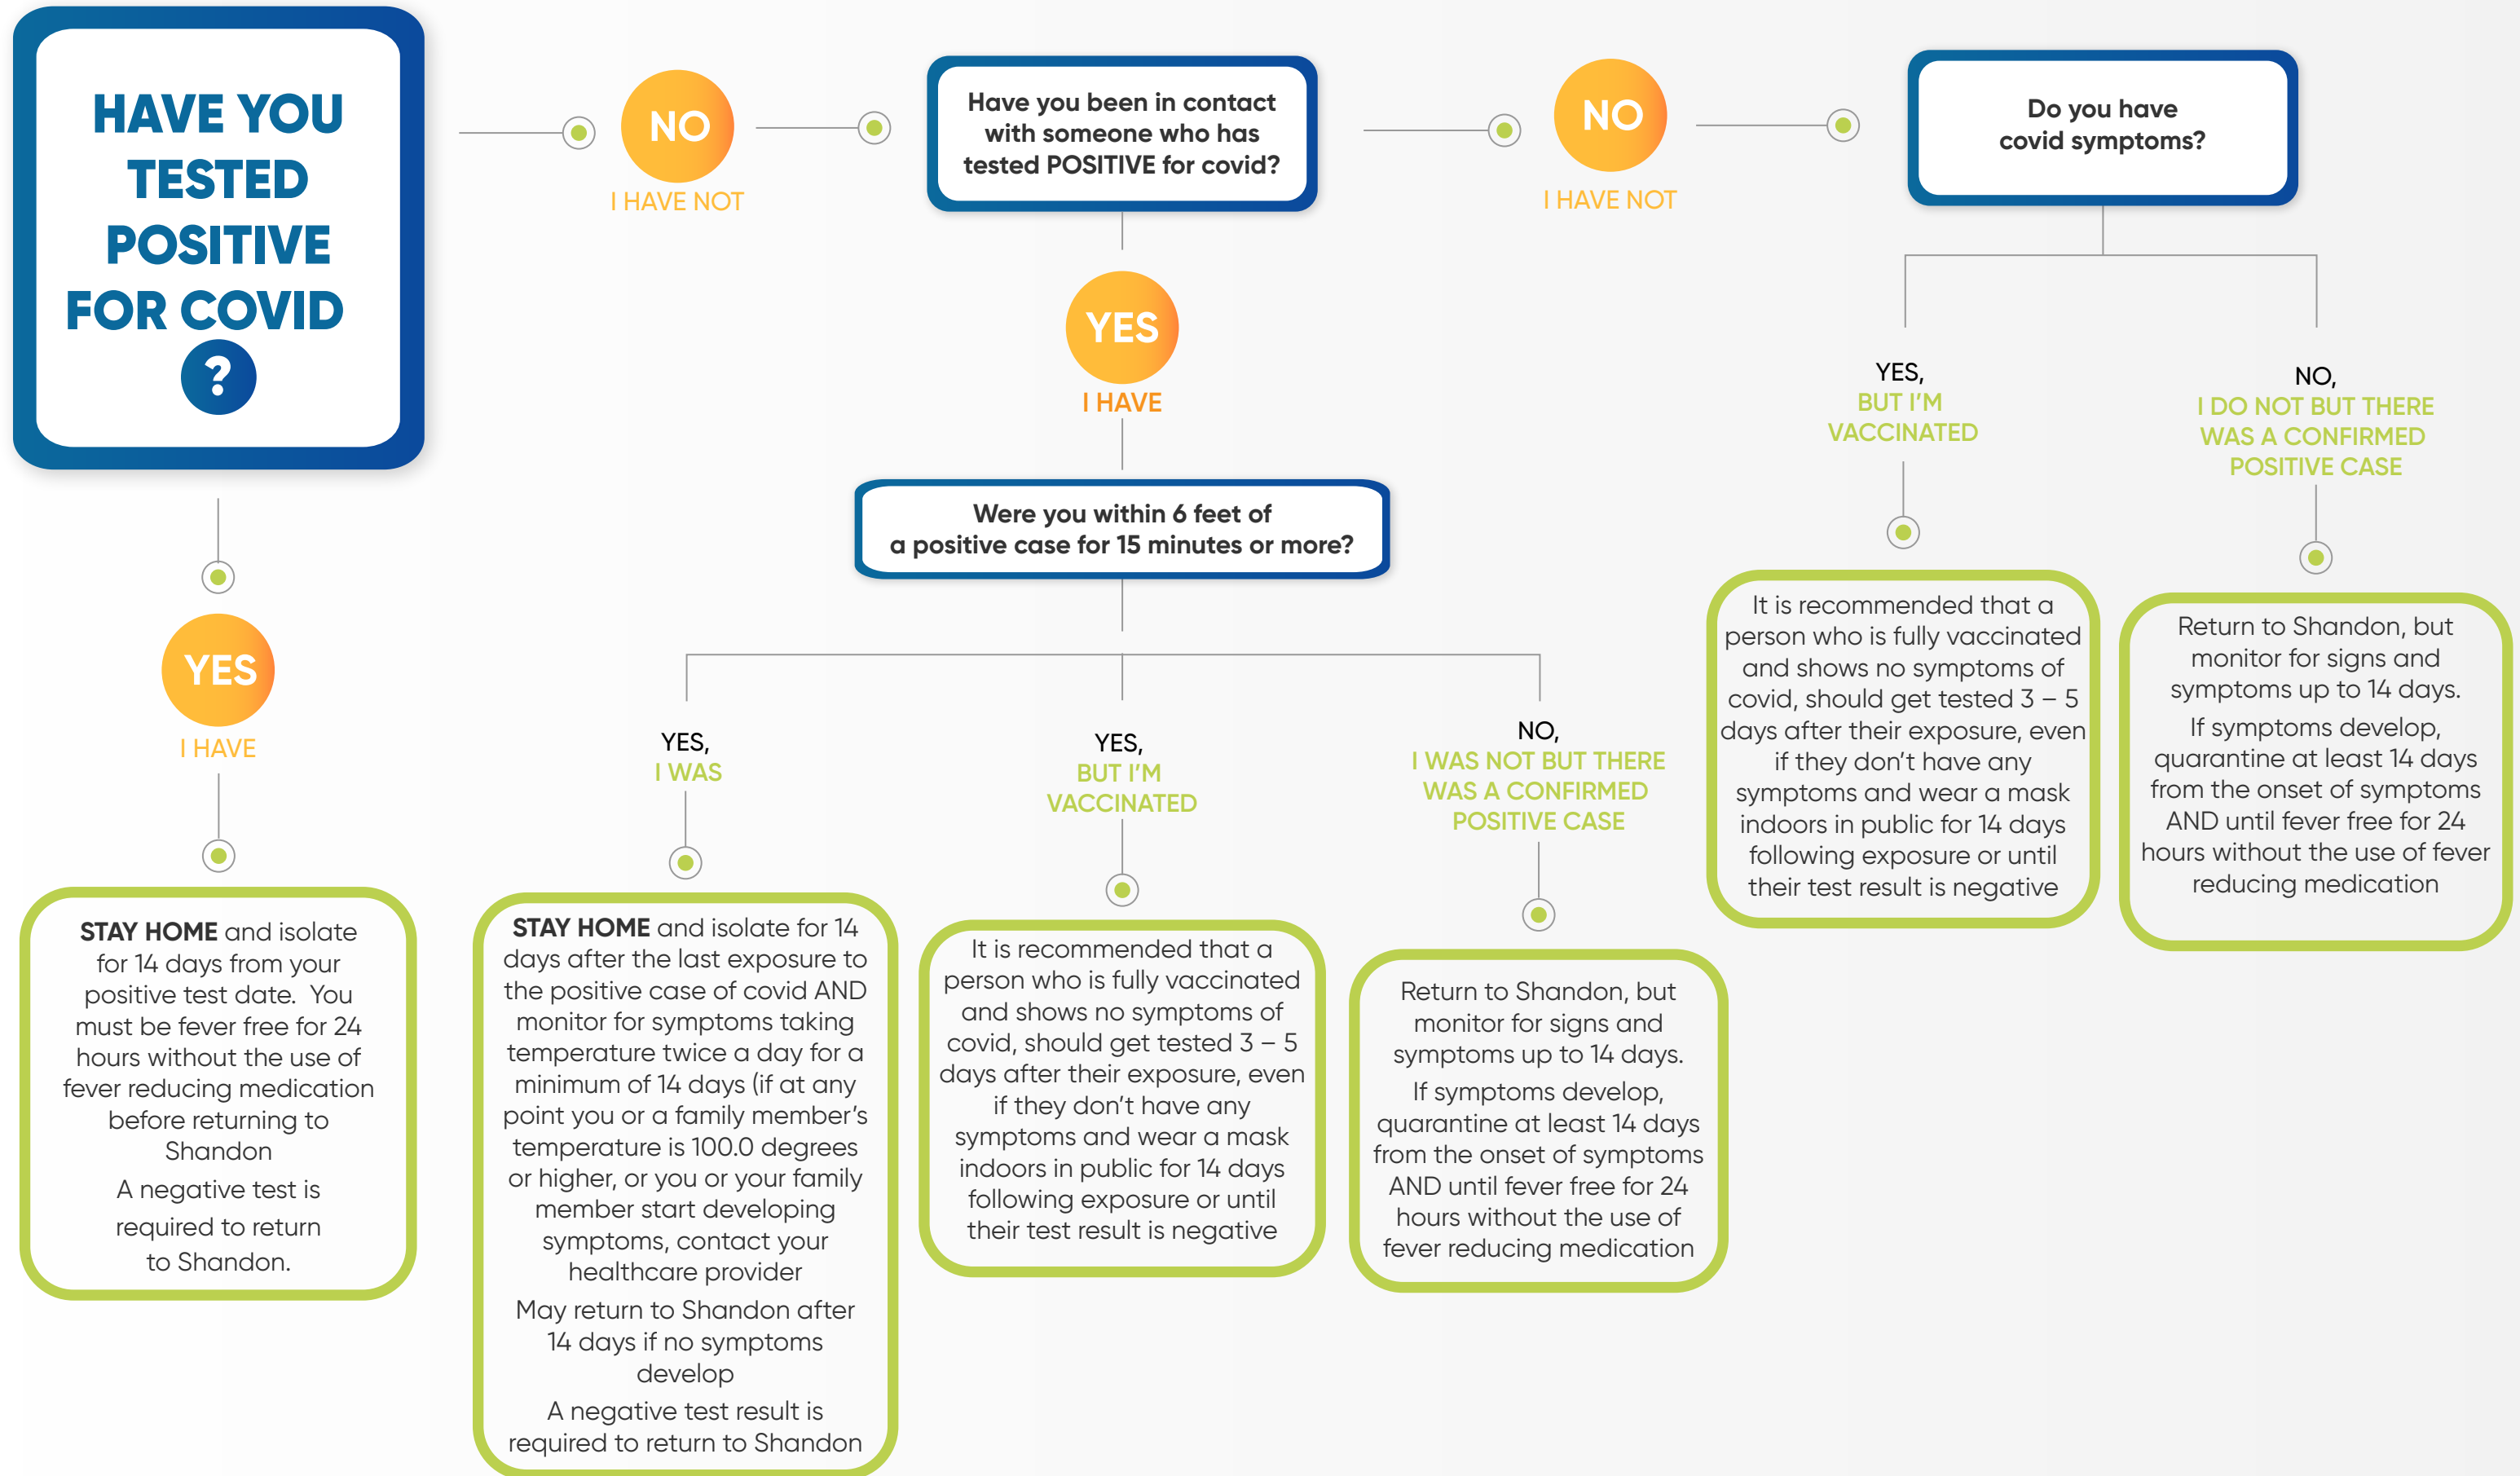 HAVE YOU
TESTED
POSITIVE
FOR COVID
?
NO
I HAVE NOT
Have you been in contact
with someone who has
tested POSITIVE for covid?
NO
I HAVE NOT
Do you have
covid symptoms?
YES
I HAVE
STAY HOME and isolate
for 14 days from your
positive test date. You
must be fever free for 24
hours without the use of
fever reducing medication
before returning to
Shandon
A negative test is
required to return
to Shandon.
YES
I HAVE
Were you within 6 feet of
a positive case for 15 minutes or more?
YES,
I WAS
STAY HOME and isolate for 14
days after the last exposure to
the positive case of covid AND
monitor for symptoms taking
temperature twice a day for a
minimum of 14 days (if at any
point you or a family member’s
temperature is 100.0 degrees
or higher, or you or your family
member start developing
symptoms, contact your
healthcare provider
May return to Shandon after
14 days if no symptoms
develop
A negative test result is
required to return to Shandon
YES,
BUT I’M
VACCINATED
It is recommended that a
person who is fully vaccinated
and shows no symptoms of
covid, should get tested 3 – 5
days after their exposure, even
if they don’t have any
symptoms and wear a mask
indoors in public for 14 days
following exposure or until
their test result is negative
NO,
I WAS NOT BUT THERE
WAS A CONFIRMED
POSITIVE CASE
Return to Shandon, but
monitor for signs and
symptoms up to 14 days.
If symptoms develop,
quarantine at least 14 days
from the onset of symptoms
AND until fever free for 24
hours without the use of
fever reducing medication
YES,
BUT I’M
VACCINATED
It is recommended that a
person who is fully vaccinated
and shows no symptoms of
covid, should get tested 3 – 5
days after their exposure, even
if they don’t have any
symptoms and wear a mask
indoors in public for 14 days
following exposure or until
their test result is negative
NO,
I DO NOT BUT THERE
WAS A CONFIRMED
POSITIVE CASE
Return to Shandon, but
monitor for signs and
symptoms up to 14 days.
If symptoms develop,
quarantine at least 14 days
from the onset of symptoms
AND until fever free for 24
hours without the use of fever
reducing medication